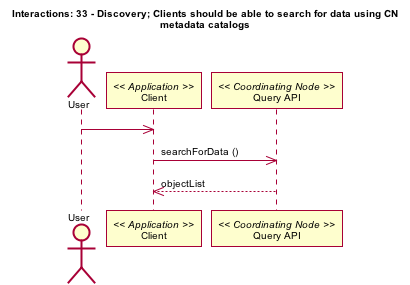 Interactions: 33 - Discovery; Clients should be able to search for data using CN
metadata catalogs
User
<< Application >>
Client
<< Coordinating Node >>
Query API
searchForData ()
objectList
User
<< Application >>
Client
<< Coordinating Node >>
Query API